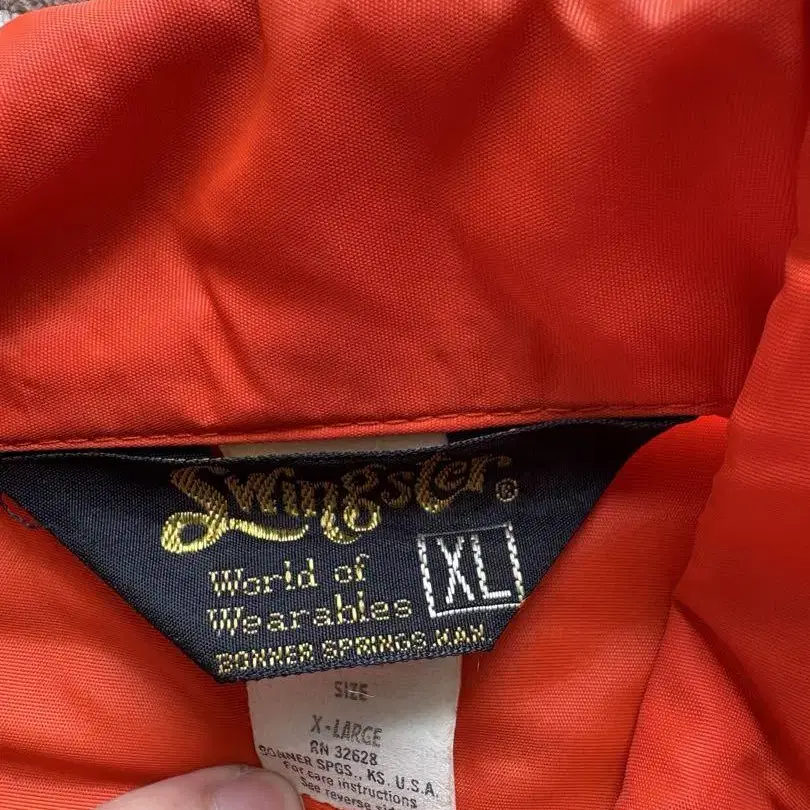 Swingster®
World of
Wearables
XL
BONNER SPRINGS KAN.
SIZE
X-LARGE
RN 32628
BONNER SPGS., KS, U.S.A.
For care instructions
See reverse side